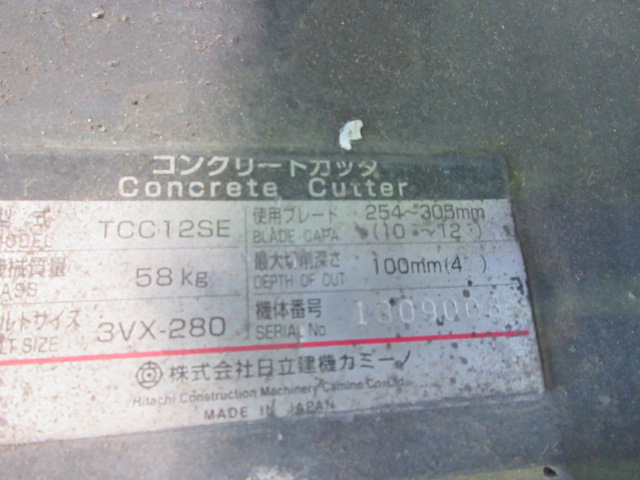 コンクリートカッタ
Concrete Cutter
型式 TCC12SE 使用ブレード 254～305mm
MODEL BLADE CAPA (10～12")
機械質量 58kg 最大切削深さ 100mm(4")
MASS DEPTH OF CUT
ベルトサイズ 3VX-280 機体番号
BELT SIZE SERIAL No
株式会社日立建機カミーノ
Hitachi Construction Machinery Camino Co.,Ltd.
MADE IN JAPAN